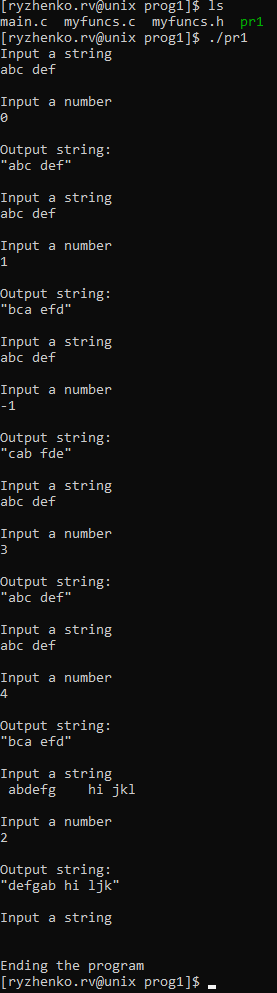 [ryzhenko.rv@unix prog1]$ ls
main.c  myfuncs.c  myfuncs.h  pr1
[ryzhenko.rv@unix prog1]$ ./pr1
Input a string
abc def

Input a number
0

Output string:
"abc def"

Input a string
abc def

Input a number
1

Output string:
"bca efd"

Input a string
abc def

Input a number
-1

Output string:
"cab fde"

Input a string
abc def

Input a number
3

Output string:
"abc def"

Input a string
abc def

Input a number
4

Output string:
"bca efd"

Input a string
 abdefg    hi jkl

Input a number
2

Output string:
"defgab hi ljk"

Input a string


Ending the program
[ryzhenko.rv@unix prog1]$